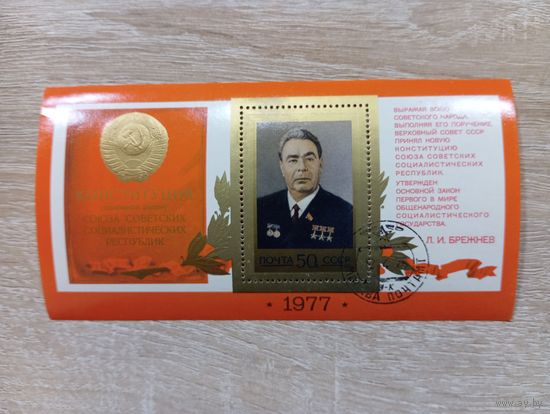 КОНСТИТУЦИЯ
СОЮЗА СОВЕТСКИХ
СОЦИАЛИСТИЧЕСКИХ
РЕСПУБЛИК
ПОЧТА 50 СССР
ВЫРАЖАЯ ВОЛЮ
СОВЕТСКОГО НАРОДА,
ВЫПОЛНЯЯ ЕГО ПОРУЧЕНИЕ,
ВЕРХОВНЫЙ СОВЕТ СССР
ПРИНЯЛ НОВУЮ
КОНСТИТУЦИЮ
СОЮЗА СОВЕТСКИХ
СОЦИАЛИСТИЧЕСКИХ
РЕСПУБЛИК.
УТВЕРЖДЕН
ОСНОВНОЙ ЗАКОН
ПЕРВОГО В МИРЕ
ОБЩЕНАРОДНОГО
СОЦИАЛИСТИЧЕСКОГО
ГОСУДАРСТВА.
Л. И. БРЕЖНЕВ
1977
www.ay.by